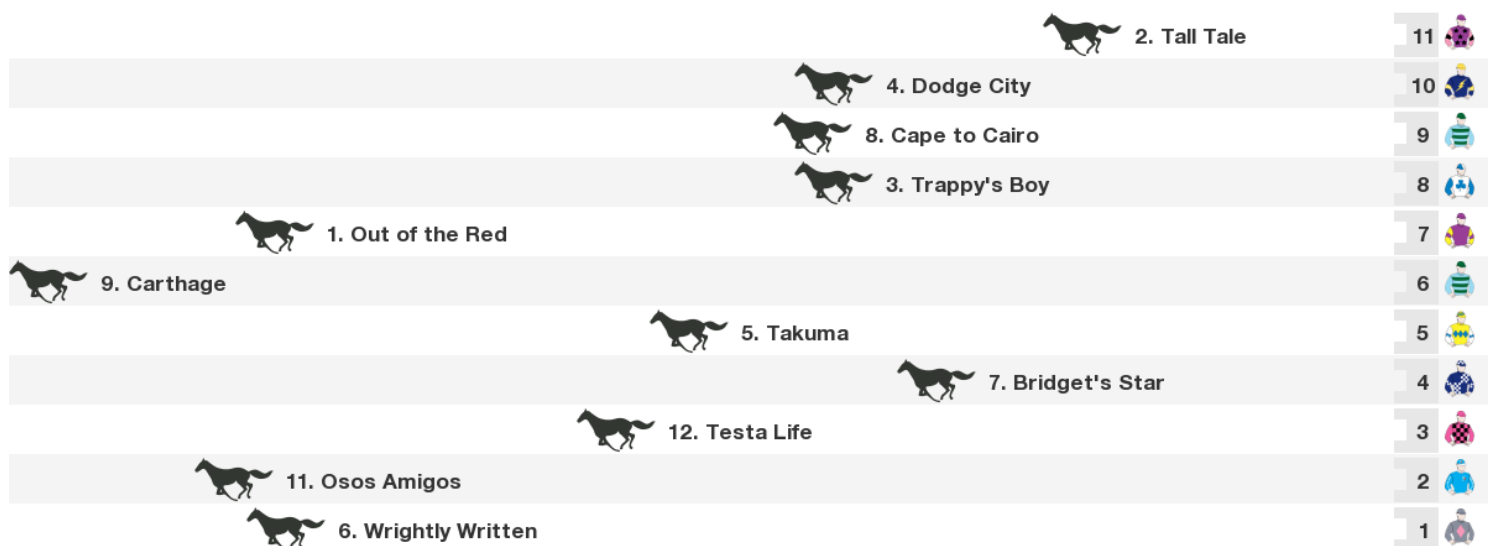 2. Tall Tale 11
4. Dodge City 10
8. Cape to Cairo 9
3. Trappy's Boy 8
1. Out of the Red 7
9. Carthage 6
5. Takuma 5
7. Bridget's Star 4
12. Testa Life 3
11. Osos Amigos 2
6. Wrightly Written 1